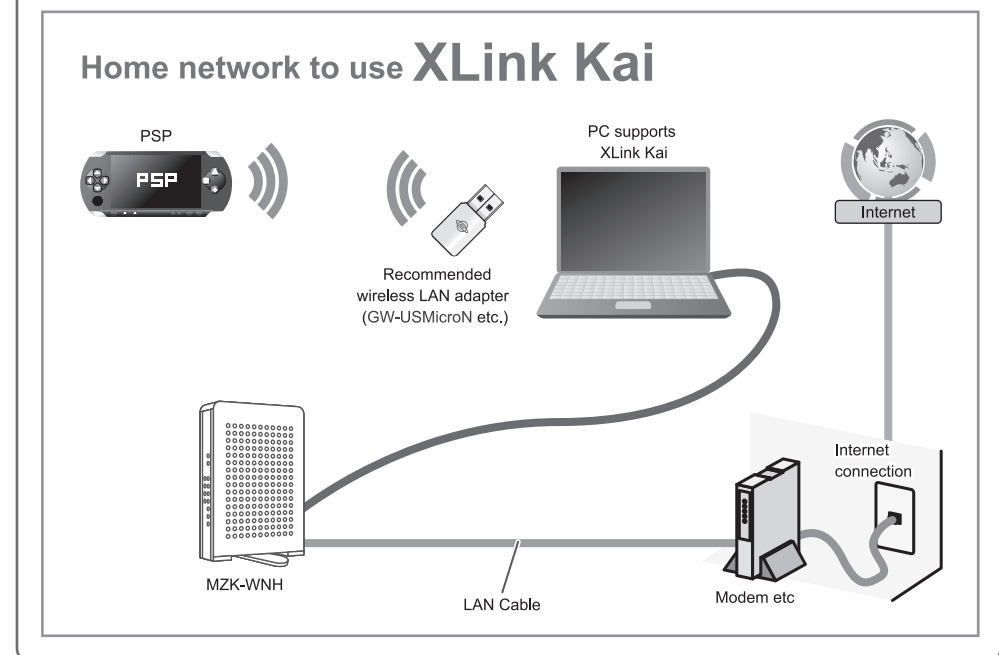 Home network to use XLink Kai
PSP
PSP
PC supports
XLink Kai
Internet
Recommended
wireless LAN adapter
(GW-USMicroN etc.)
Internet
connection
MZK-WNH
LAN Cable
Modem etc